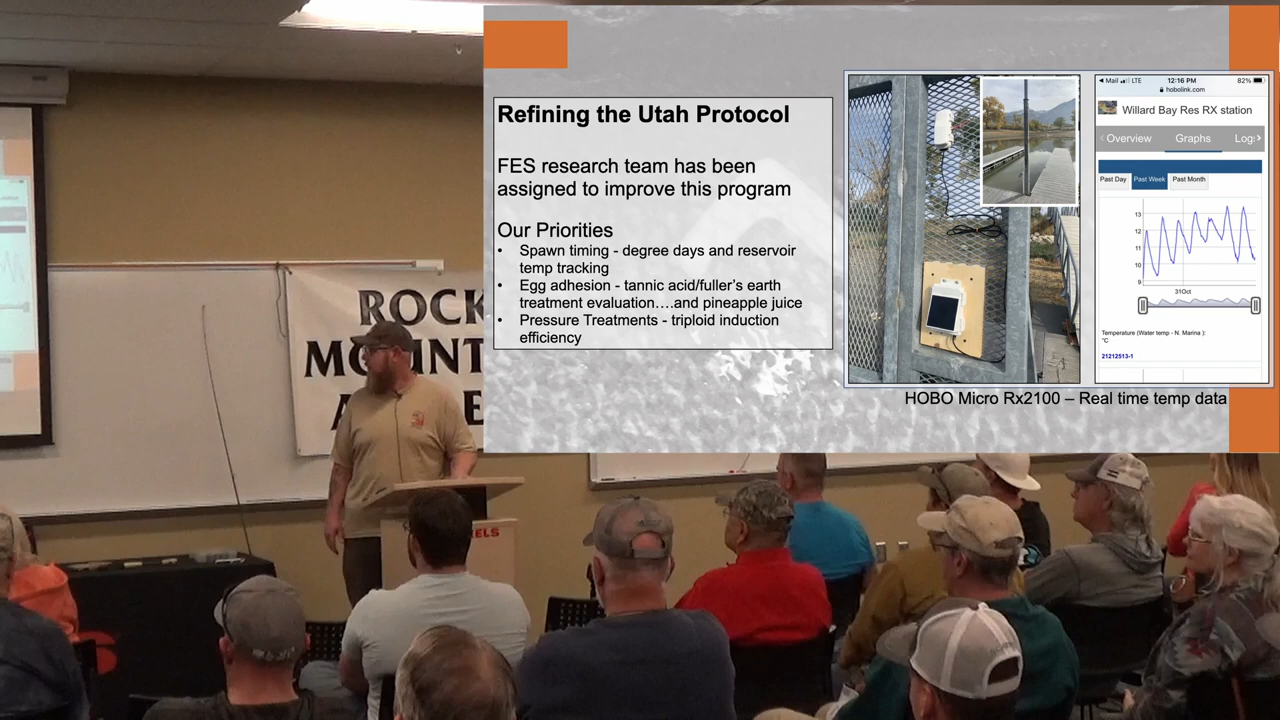 Refining the Utah Protocol
FES research team has been
assigned to improve this program
Our Priorities
• Spawn timing - degree days and reservoir
temp tracking
• Egg adhesion - tannic acid/fuller's earth
treatment evaluation....and pineapple juice
• Pressure Treatments - triploid induction
efficiency
Mail LTE 12:16 PM 82%
hobolink.com
Willard Bay Res RX station
Overview Graphs Log
Past Day Past Week Past Month
13
12
11
10
9
31Oct
Temperature (Water temp - N. Marina ):
°C
21212513-1
HOBO Micro Rx2100 – Real time temp data
ROCK